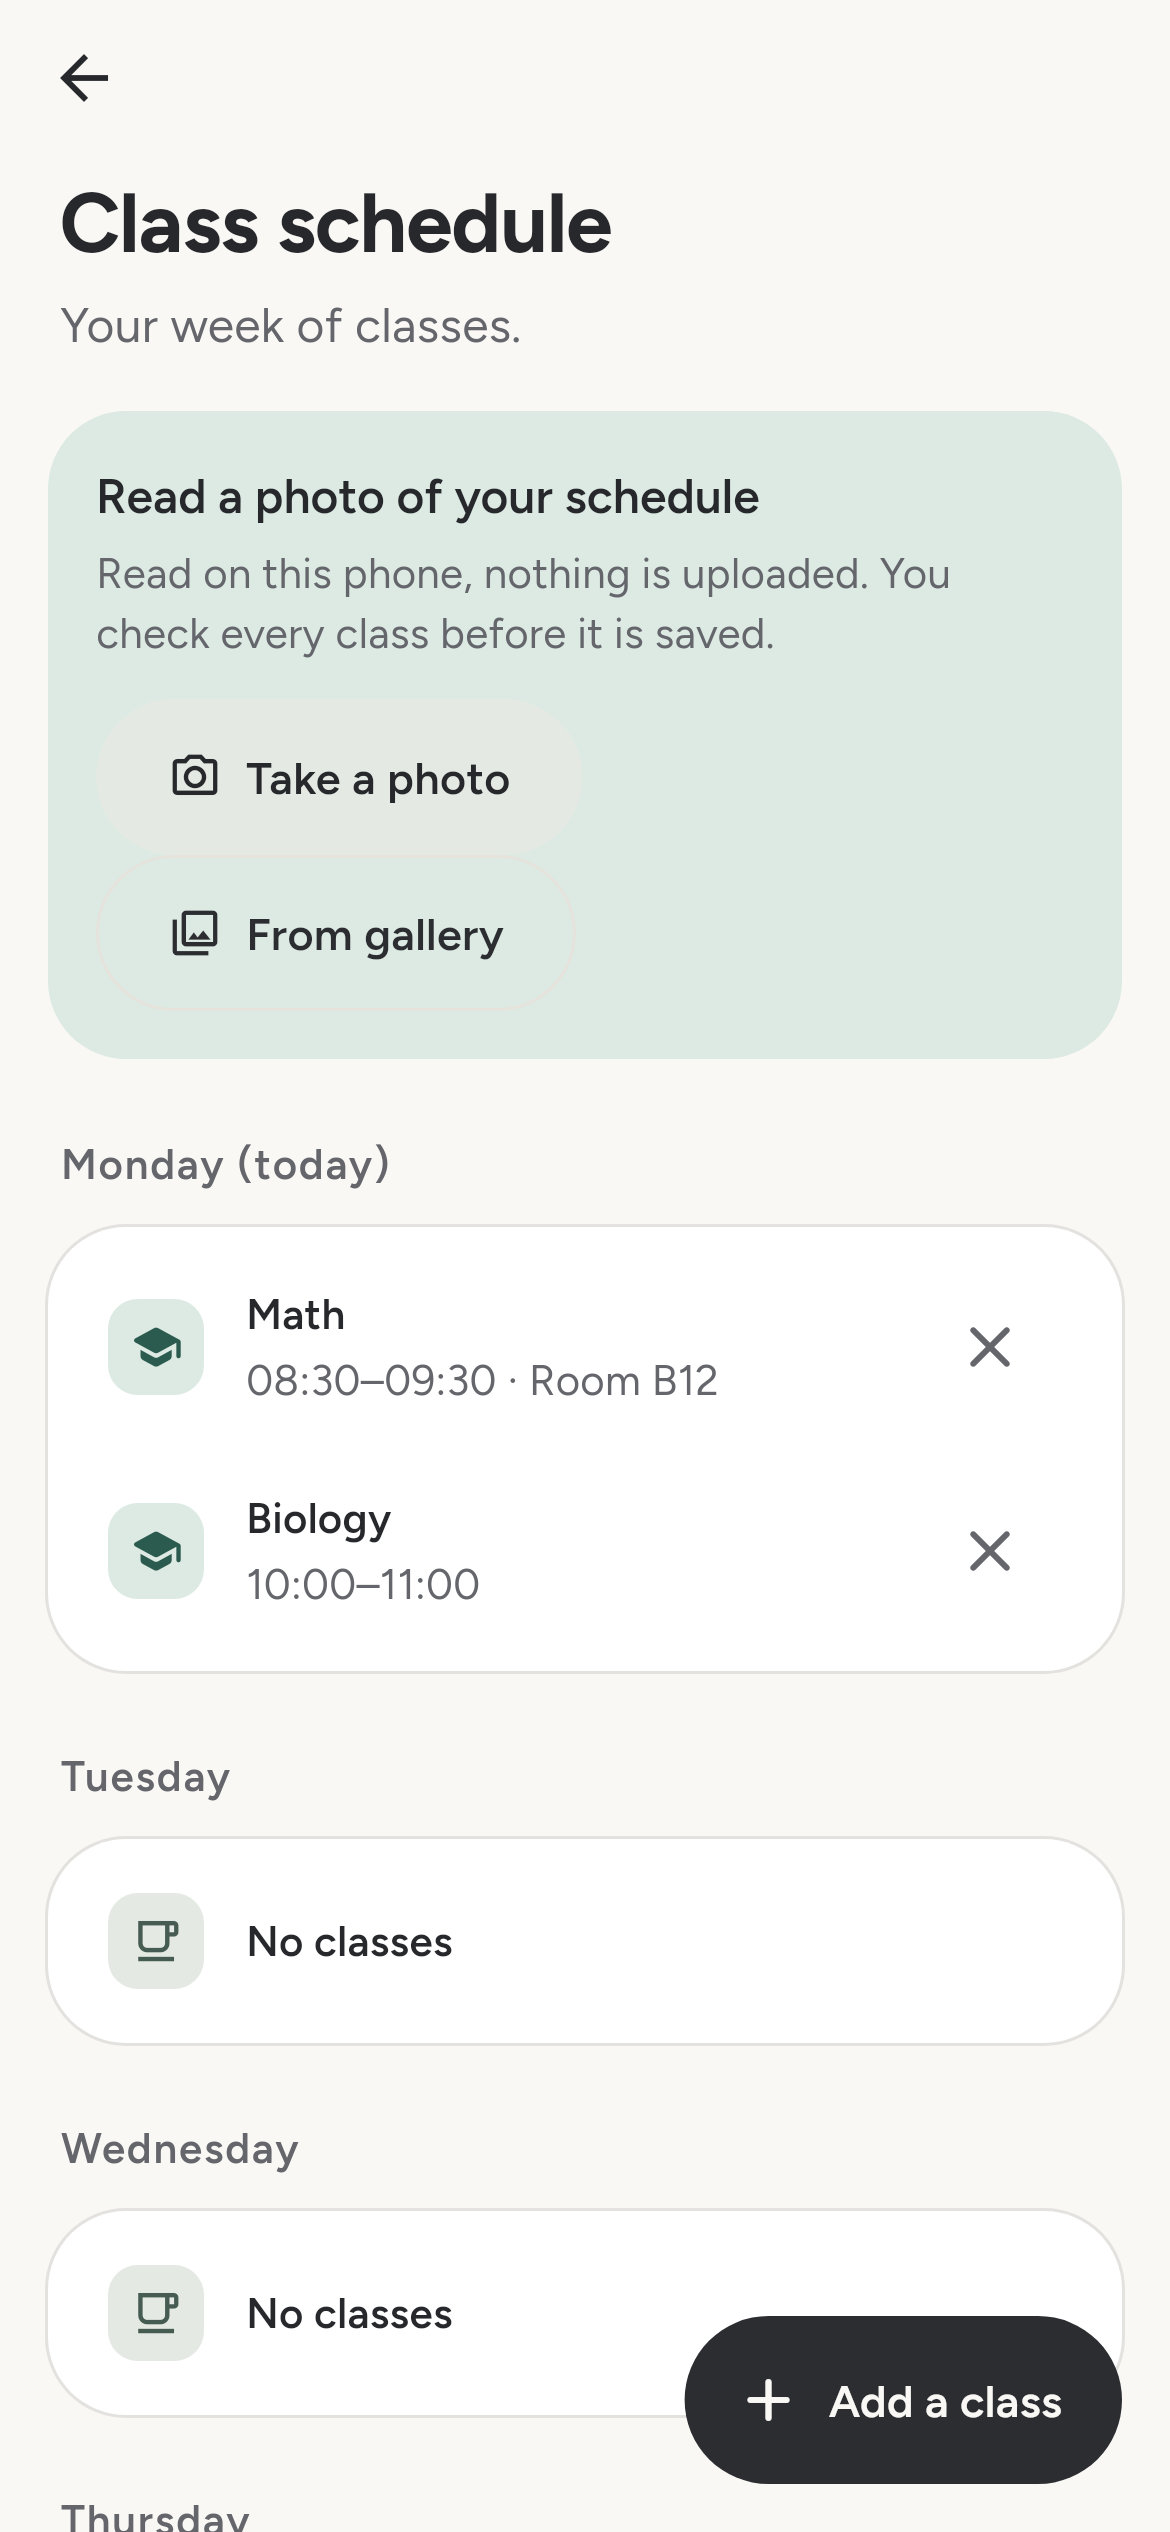 Class schedule
Your week of classes.
Read a photo of your schedule
Read on this phone, nothing is uploaded. You
check every class before it is saved.
Take a photo
From gallery
Monday (today)
Math
08:30–09:30 · Room B12
Biology
10:00–11:00
Tuesday
No classes
Wednesday
No classes
Add a class
Thursday